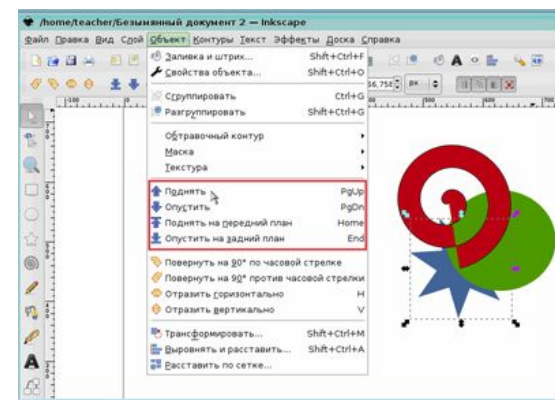 /home/teacher/Безымянный документ 2 — Inkscape
Файл Правка Вид Слой Объект Контуры Текст Эффекты Доска Справка
Заливка и штрих... Shift+Ctrl+F
Свойства объекта... Shift+Ctrl+O
Сгруппировать Ctrl+G
Разгруппировать Shift+Ctrl+G
Обтравочный контур
Маска
Текстура
Поднять PgUp
Опустить PgDn
Поднять на передний план Home
Опустить на задний план End
Повернуть на 90° по часовой стрелке
Повернуть на 90° против часовой стрелки
Отразить горизонтально H
Отразить вертикально V
Трансформировать... Shift+Ctrl+M
Выровнять и расставить... Shift+Ctrl+A
Расставить по сетке...
px